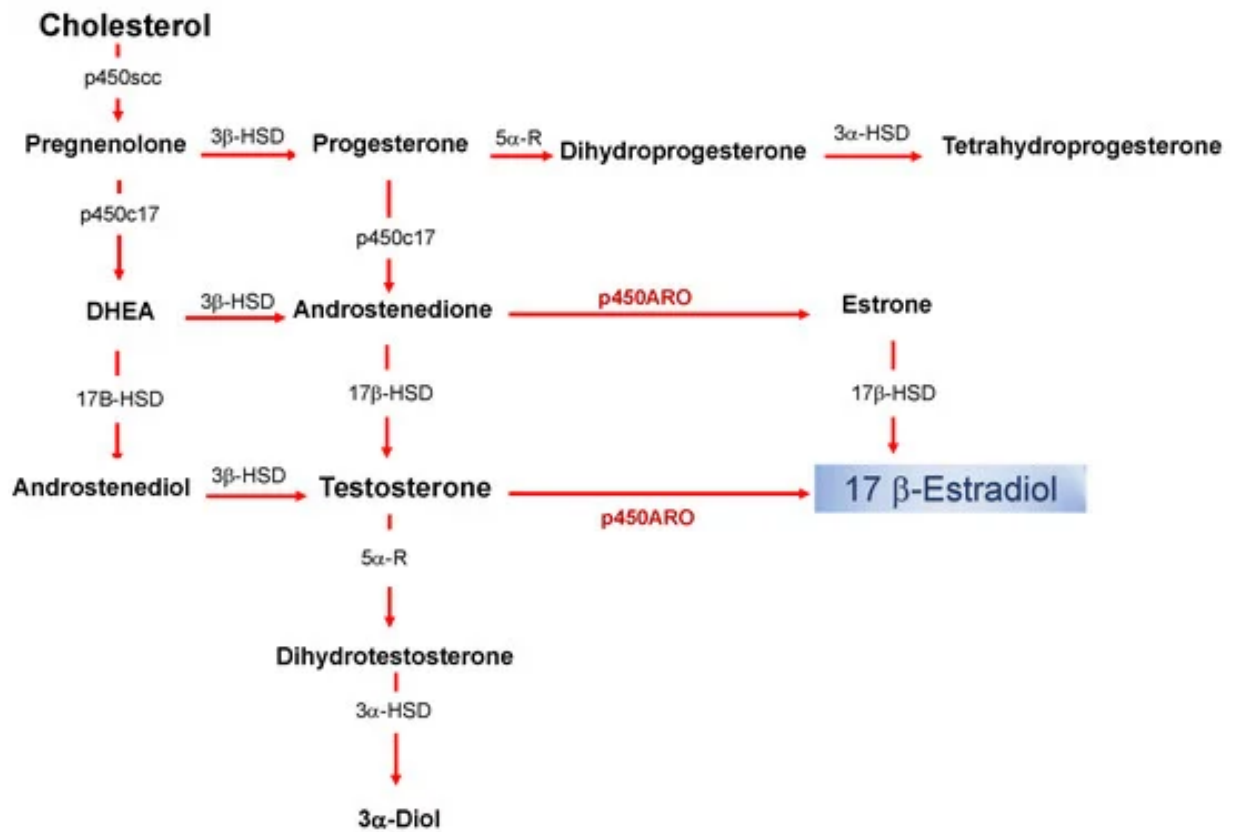 Cholesterol
p450scc
Pregnenolone 3β-HSD Progesterone 5α-R Dihydroprogesterone 3α-HSD Tetrahydroprogesterone
p450c17
p450c17
DHEA 3β-HSD Androstenedione p450ARO Estrone
17B-HSD 17β-HSD 17β-HSD
Androstenediol 3β-HSD Testosterone p450ARO 17 β-Estradiol
5α-R
Dihydrotestosterone
3α-HSD
3α-Diol